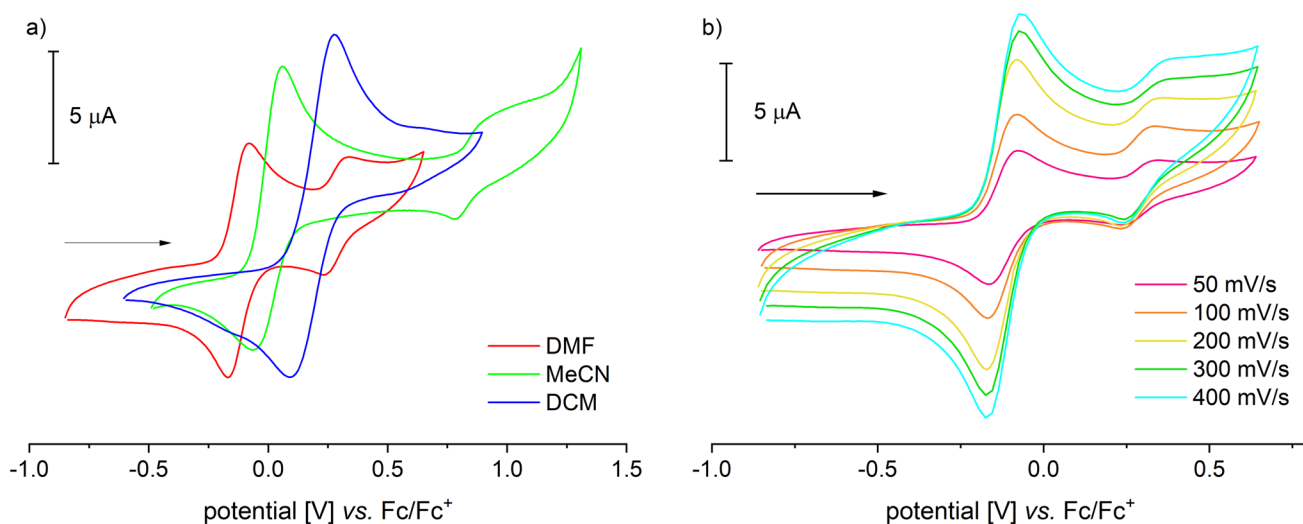 a)
5 μA
DMF
MeCN
DCM
-1.0 -0.5 0.0 0.5 1.0 1.5
potential [V] vs. Fc/Fc⁺
b)
5 μA
50 mV/s
100 mV/s
200 mV/s
300 mV/s
400 mV/s
-1.0 -0.5 0.0 0.5
potential [V] vs. Fc/Fc⁺